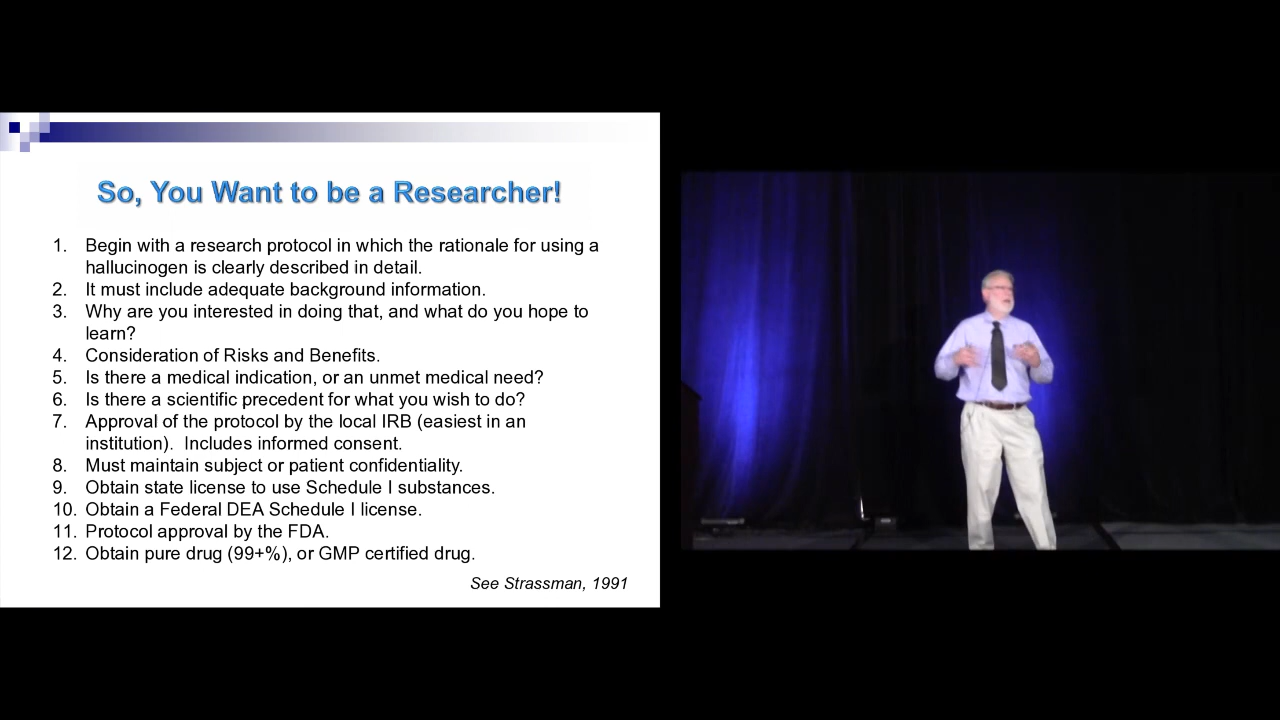 So, You Want to be a Researcher!
1. Begin with a research protocol in which the rationale for using a
hallucinogen is clearly described in detail.
2. It must include adequate background information.
3. Why are you interested in doing that, and what do you hope to
learn?
4. Consideration of Risks and Benefits.
5. Is there a medical indication, or an unmet medical need?
6. Is there a scientific precedent for what you wish to do?
7. Approval of the protocol by the local IRB (easiest in an
institution).  Includes informed consent.
8. Must maintain subject or patient confidentiality.
9. Obtain state license to use Schedule I substances.
10. Obtain a Federal DEA Schedule I license.
11. Protocol approval by the FDA.
12. Obtain pure drug (99+%), or GMP certified drug.
See Strassman, 1991